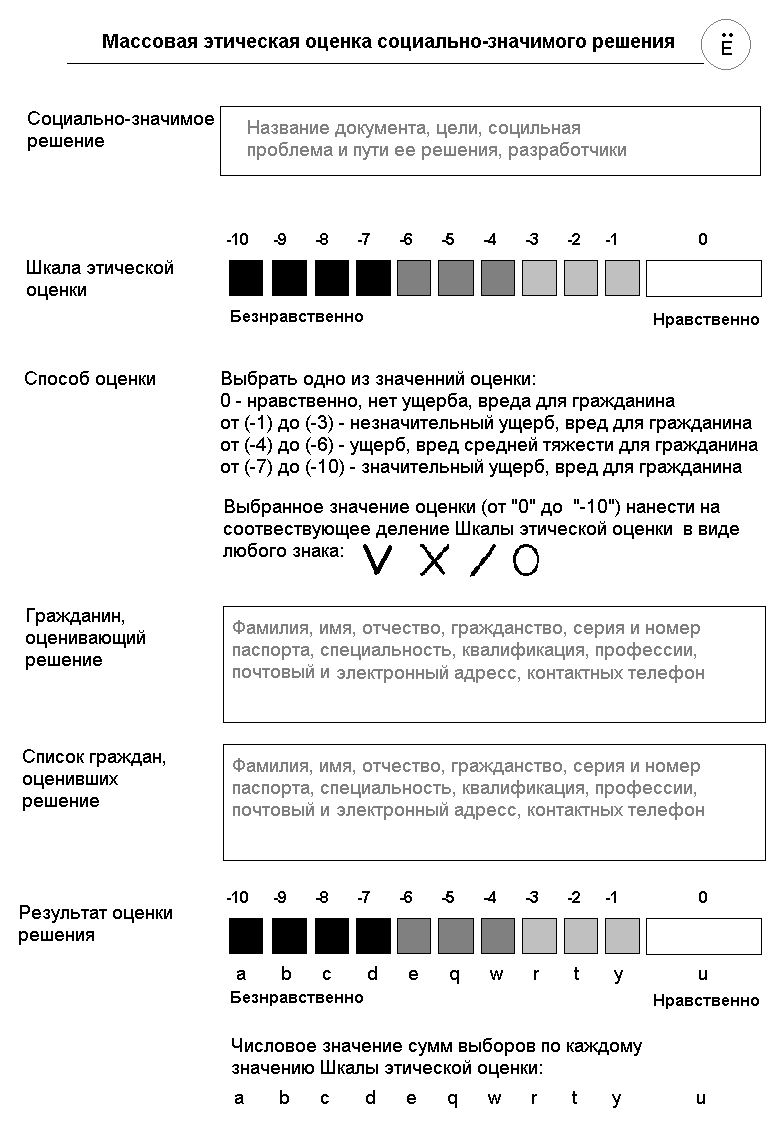 Массовая этическая оценка социально-значимого решения
Ё
Социально-значимое
решение
Название документа, цели, социльная
проблема и пути ее решения, разработчики
-10 -9 -8 -7 -6 -5 -4 -3 -2 -1 0
Шкала этической
оценки
Безнравственно
Нравственно
Способ оценки
Выбрать одно из значенний оценки:
0 - нравственно, нет ущерба, вреда для гражданина
от (-1) до (-3) - незначительный ущерб, вред для гражданина
от (-4) до (-6) - ущерб, вред средней тяжести для гражданина
от (-7) до (-10) - значительный ущерб, вред для гражданина
Выбранное значение оценки (от "0" до "-10") нанести на
соотвествующее деление Шкалы этической оценки в виде
любого знака: V X / O
Гражданин,
оценивающий
решение
Фамилия, имя, отчество, гражданство, серия и номер
паспорта, специальность, квалификация, профессии,
почтовый и электронный адресс, контактных телефон
Список граждан,
оценивших
решение
Фамилия, имя, отчество, гражданство, серия и номер
паспорта, специальность, квалификация, профессии,
почтовый и электронный адресс, контактных телефон
-10 -9 -8 -7 -6 -5 -4 -3 -2 -1 0
Результат оценки
решения
a b c d e q w r t y u
Безнравственно
Нравственно
Числовое значение сумм выборов по каждому
значению Шкалы этической оценки:
a b c d e q w r t y u